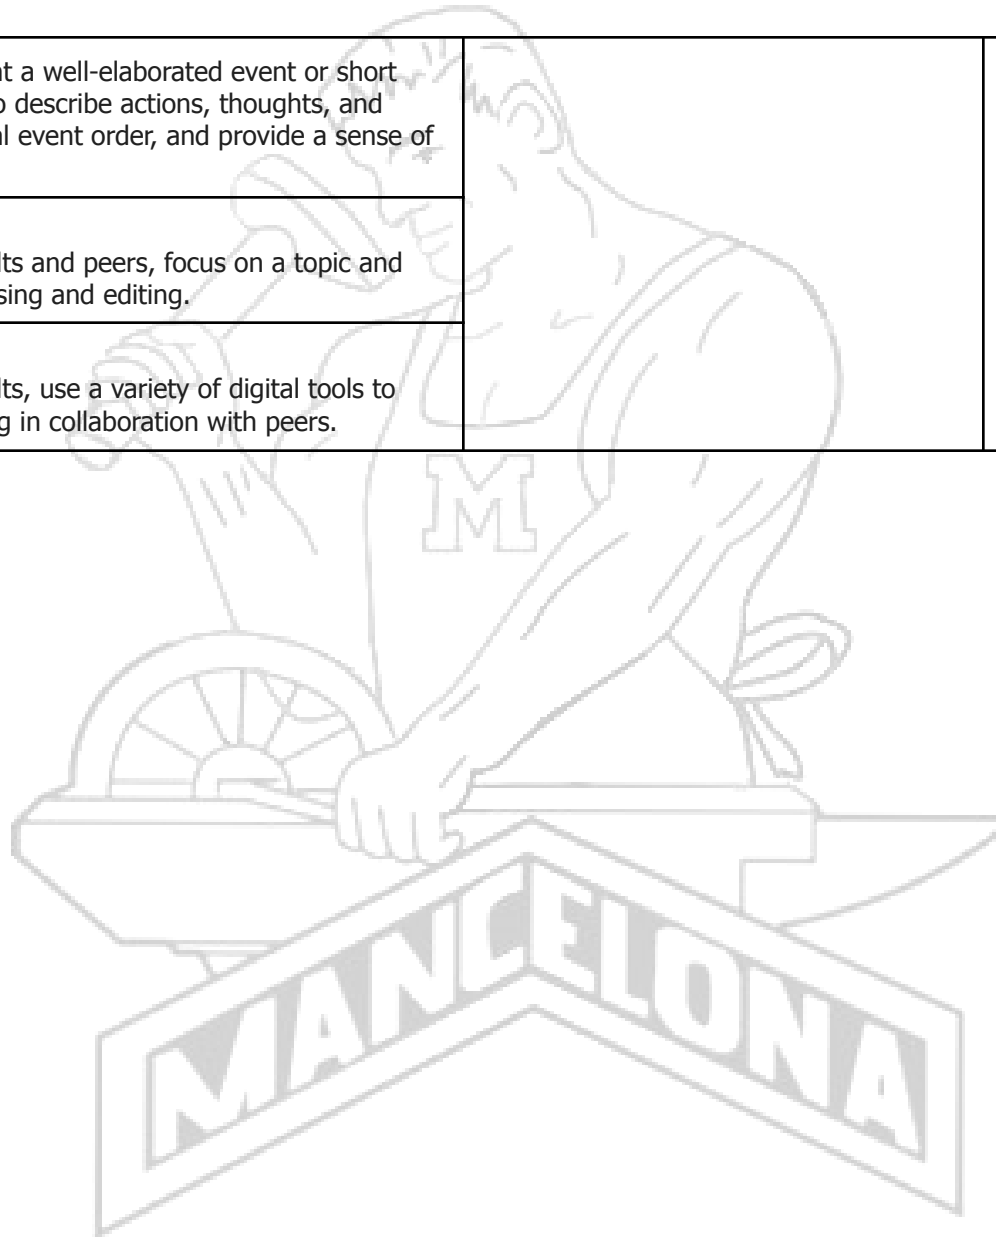 t a well-elaborated event or short
describe actions, thoughts, and
l event order, and provide a sense of
lts and peers, focus on a topic and
sing and editing.
lts, use a variety of digital tools to
g in collaboration with peers.
M
MANCELONA